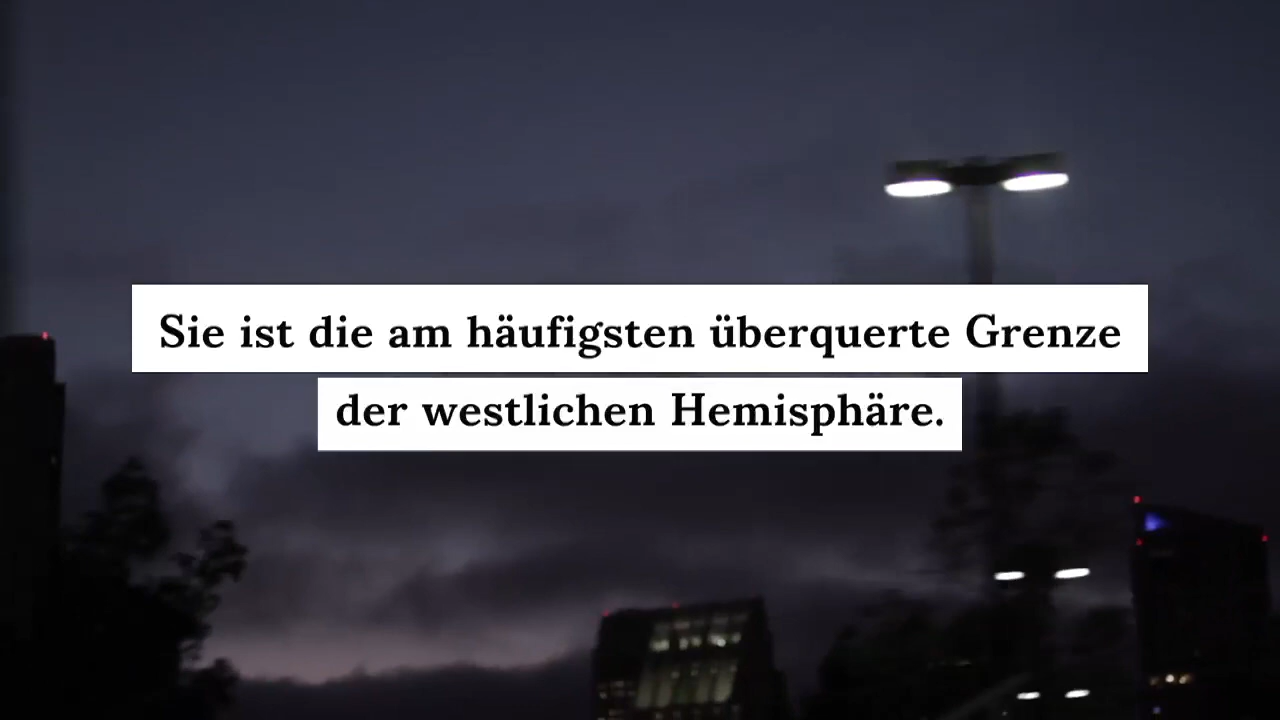 Sie ist die am häufigsten überquerte Grenze
der westlichen Hemisphäre.